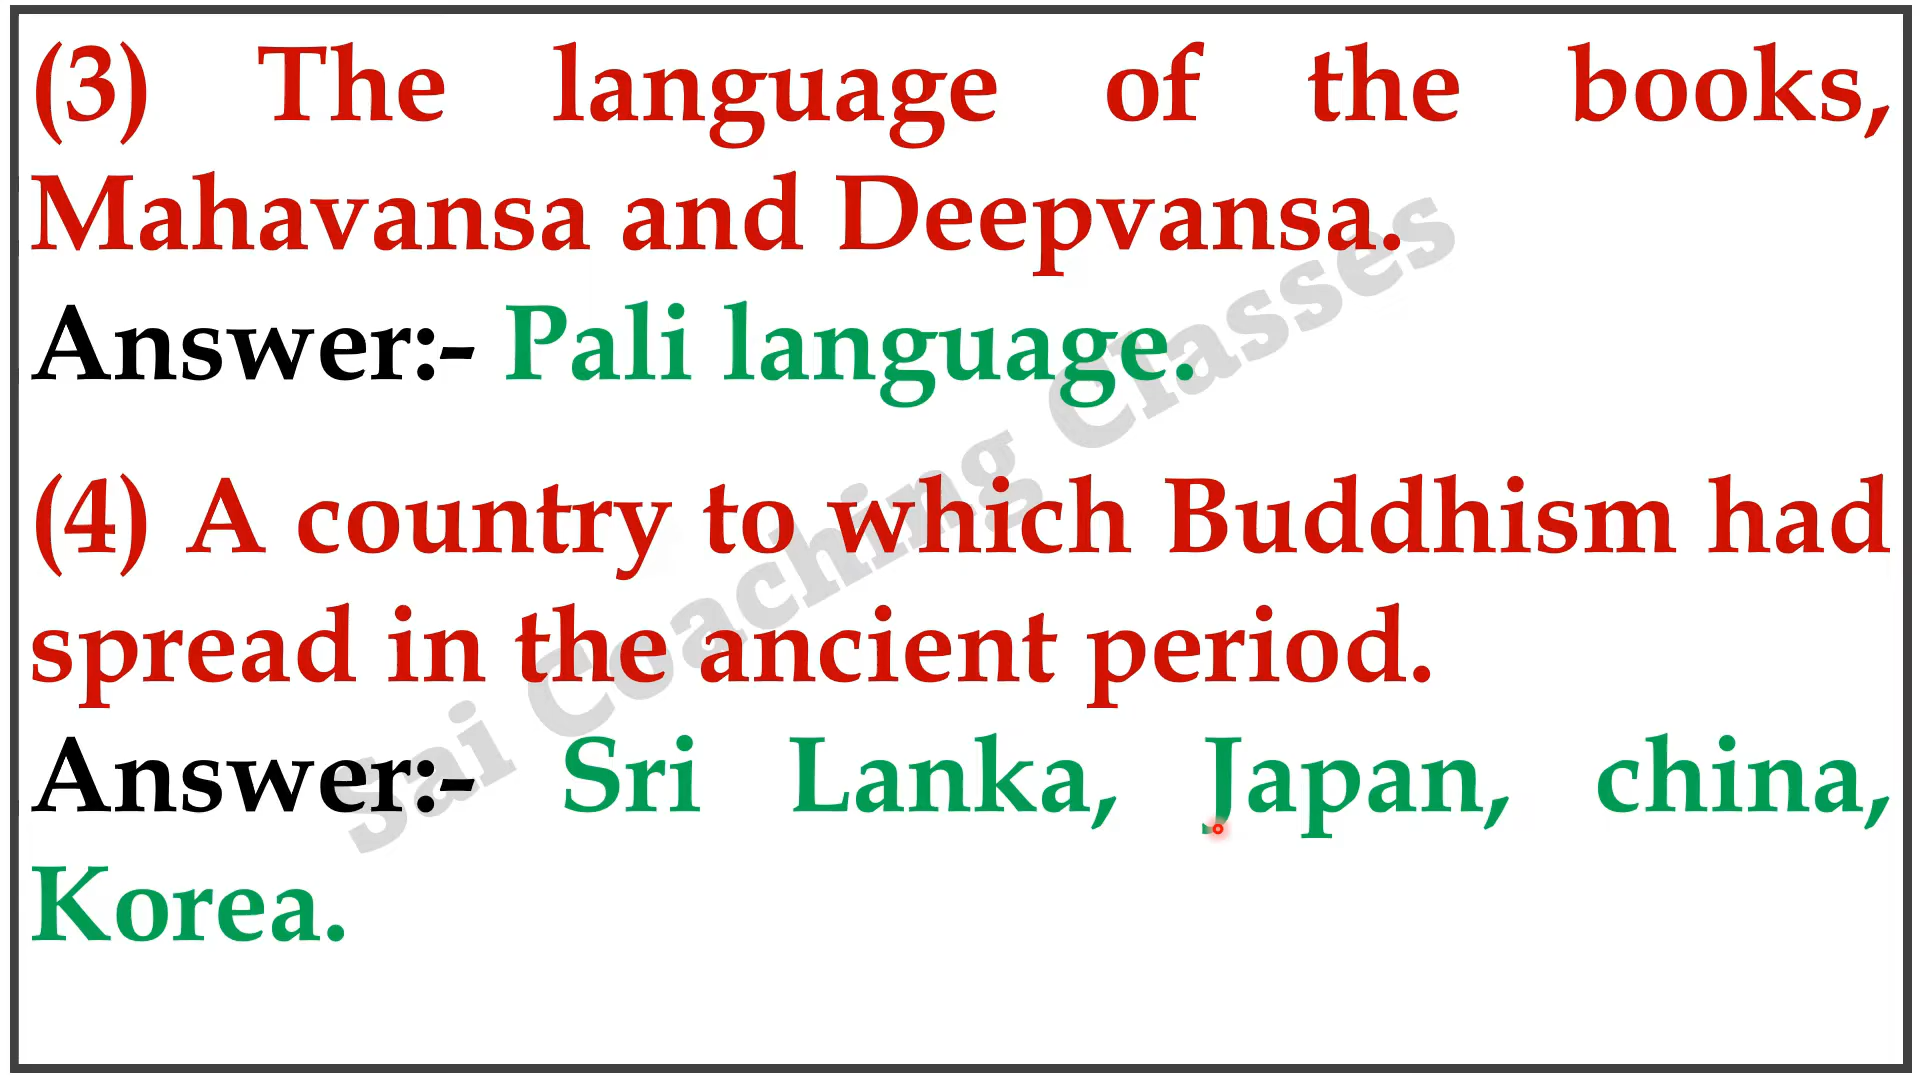 (3) The language of the books,
Mahavansa and Deepvansa.
Answer:- Pali language.
(4) A country to which Buddhism had
spread in the ancient period.
Answer:- Sri Lanka, Japan, china,
Korea.
Sai Coaching Classes